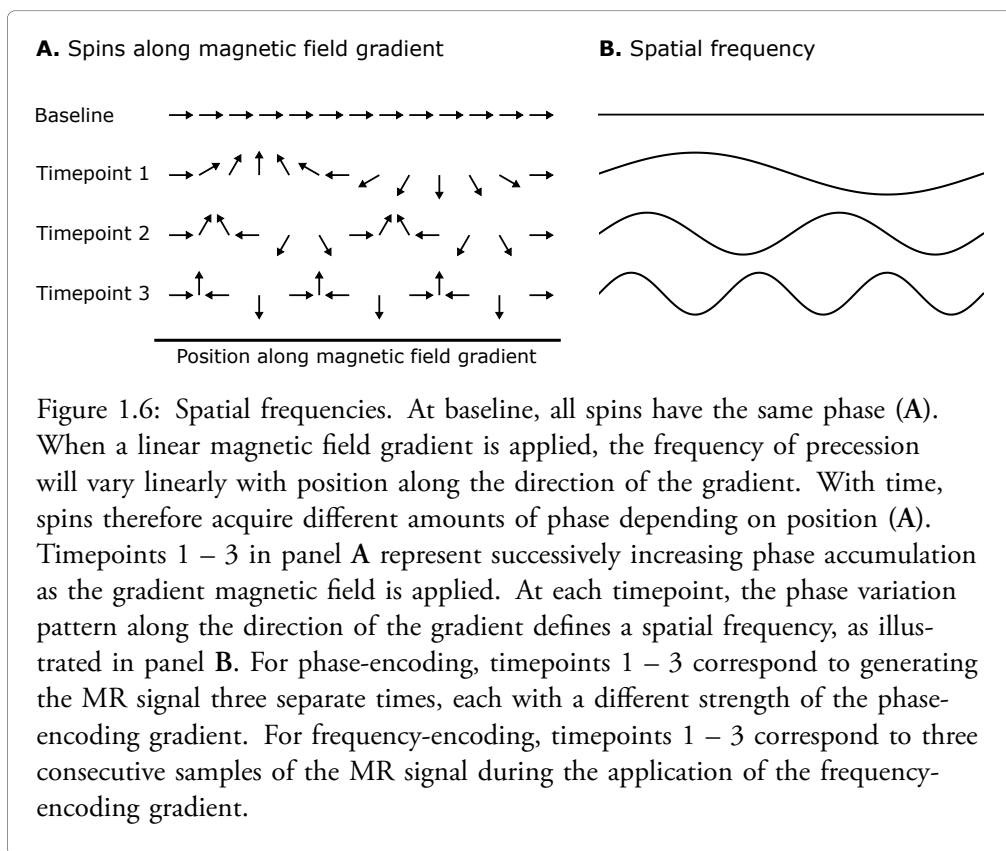 A. Spins along magnetic field gradient
B. Spatial frequency
Baseline
Timepoint 1
Timepoint 2
Timepoint 3
Position along magnetic field gradient
Figure 1.6: Spatial frequencies. At baseline, all spins have the same phase (A).
When a linear magnetic field gradient is applied, the frequency of precession
will vary linearly with position along the direction of the gradient. With time,
spins therefore acquire different amounts of phase depending on position (A).
Timepoints 1 – 3 in panel A represent successively increasing phase accumulation
as the gradient magnetic field is applied. At each timepoint, the phase variation
pattern along the direction of the gradient defines a spatial frequency, as illus-
trated in panel B. For phase-encoding, timepoints 1 – 3 correspond to generating
the MR signal three separate times, each with a different strength of the phase-
encoding gradient. For frequency-encoding, timepoints 1 – 3 correspond to three
consecutive samples of the MR signal during the application of the frequency-
encoding gradient.